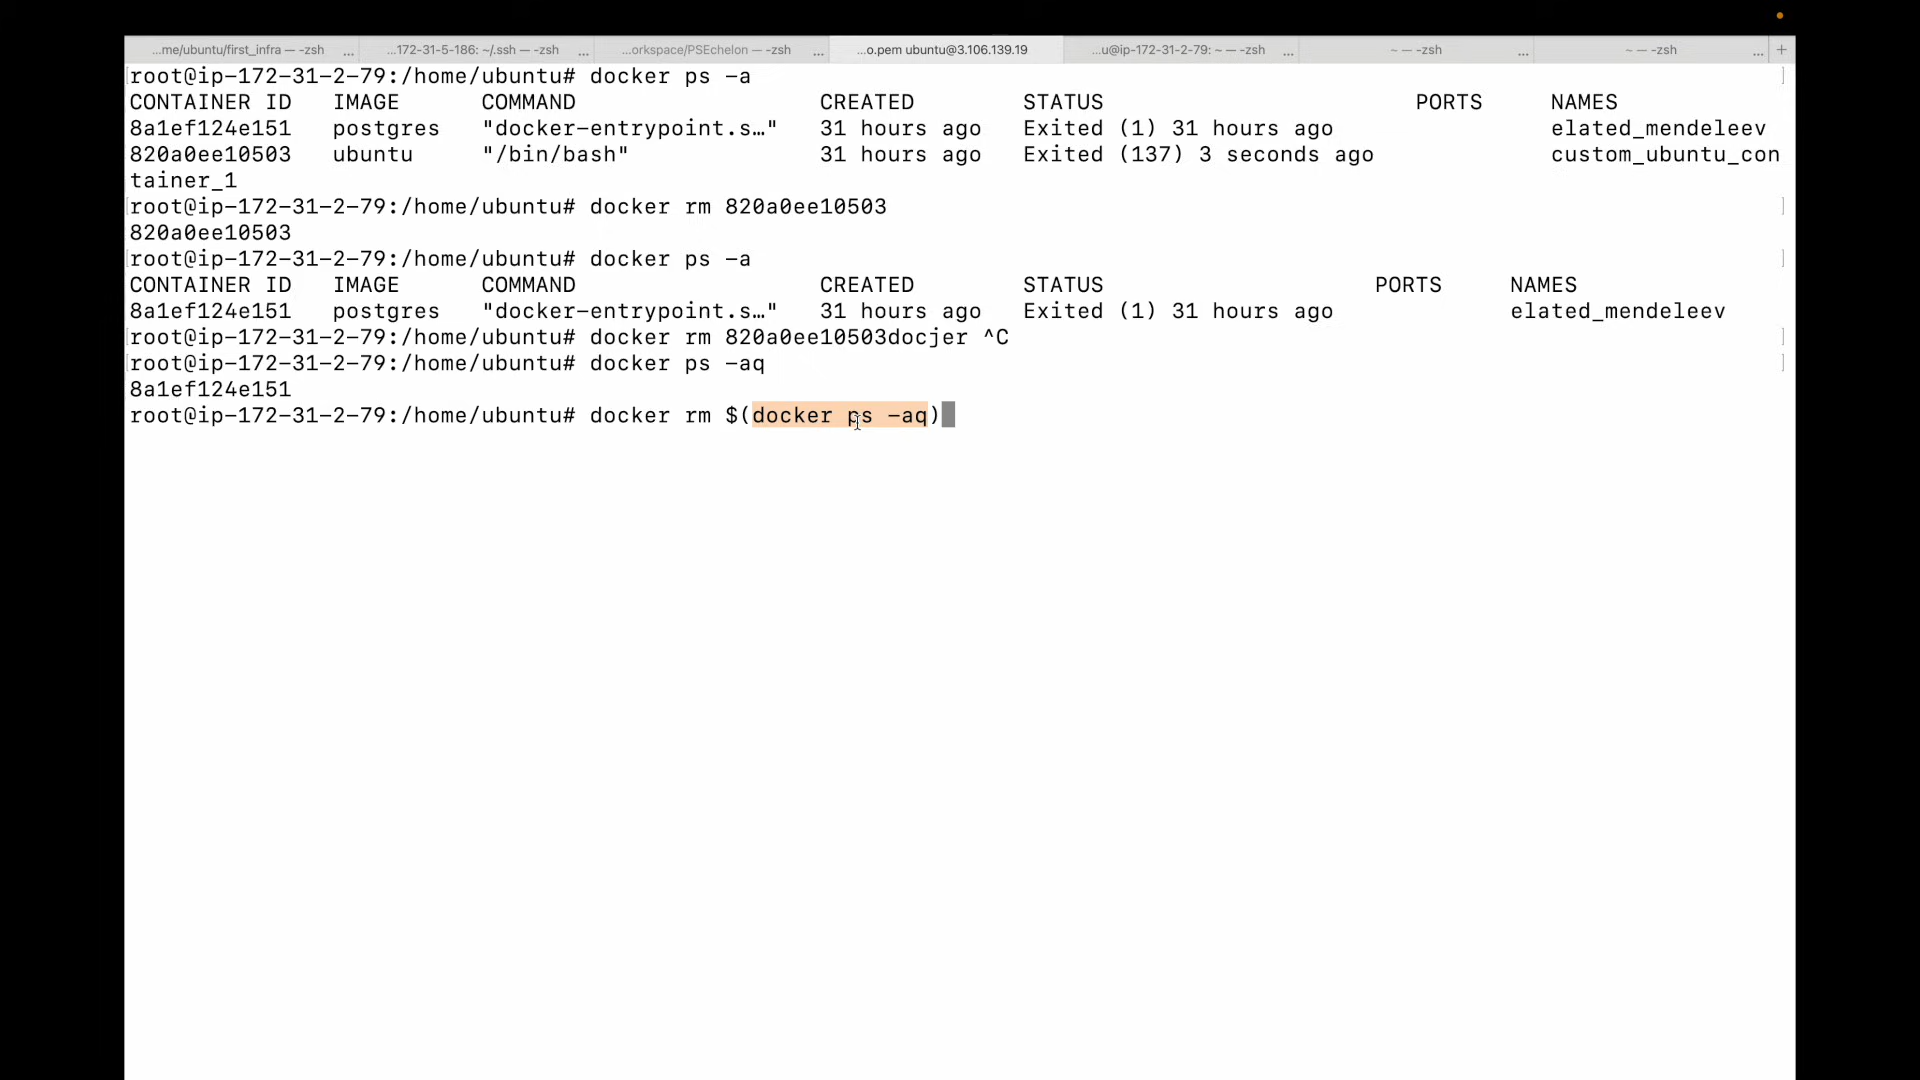 ...me/ubuntu/first_infra — -zsh ... ...172-31-5-186: ~/.ssh — -zsh ... ...orkspace/PSEchelon — -zsh ... ...o.pem ubuntu@3.106.139.19 ...u@ip-172-31-2-79: ~ — -zsh ... ~ — -zsh ... ~ — -zsh ... +
root@ip-172-31-2-79:/home/ubuntu# docker ps -a
CONTAINER ID IMAGE COMMAND CREATED STATUS PORTS NAMES
8a1ef124e151 postgres "docker-entrypoint.s…" 31 hours ago Exited (1) 31 hours ago elated_mendeleev
820a0ee10503 ubuntu "/bin/bash" 31 hours ago Exited (137) 3 seconds ago custom_ubuntu_con
tainer_1
root@ip-172-31-2-79:/home/ubuntu# docker rm 820a0ee10503
820a0ee10503
root@ip-172-31-2-79:/home/ubuntu# docker ps -a
CONTAINER ID IMAGE COMMAND CREATED STATUS PORTS NAMES
8a1ef124e151 postgres "docker-entrypoint.s…" 31 hours ago Exited (1) 31 hours ago elated_mendeleev
root@ip-172-31-2-79:/home/ubuntu# docker rm 820a0ee10503docjer ^C
root@ip-172-31-2-79:/home/ubuntu# docker ps -aq
8a1ef124e151
root@ip-172-31-2-79:/home/ubuntu# docker rm $(docker ps -aq)